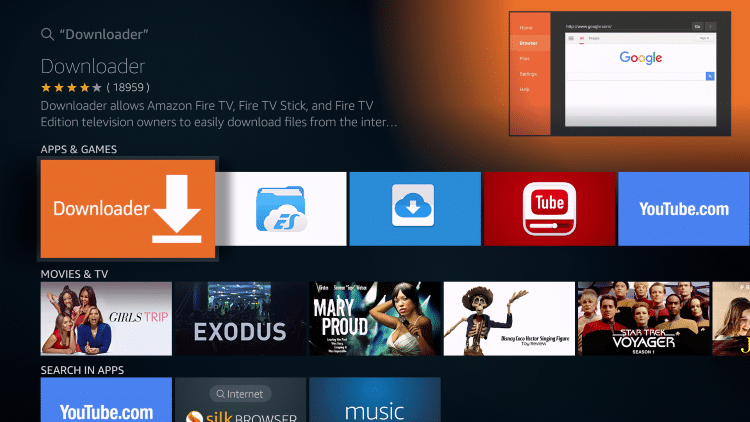 "Downloader"
Downloader
( 18959 )
Downloader allows Amazon Fire TV, Fire TV Stick, and Fire TV
Edition television owners to easily download files from the inter...
http://www.google.com/
Go
Home
Browser
Files
Settings
Help
Google
APPS & GAMES
Downloader
ES
Tube
YouTube.com
MOVIES & TV
GIRLS TRIP
EXODUS
MARY
PROUD
Disney Coco Victor Singing Figure
Toy Review
STAR TREK
VOYAGER
SEASON 1
SEARCH IN APPS
YouTube.com
Internet
silk BROWSER
music